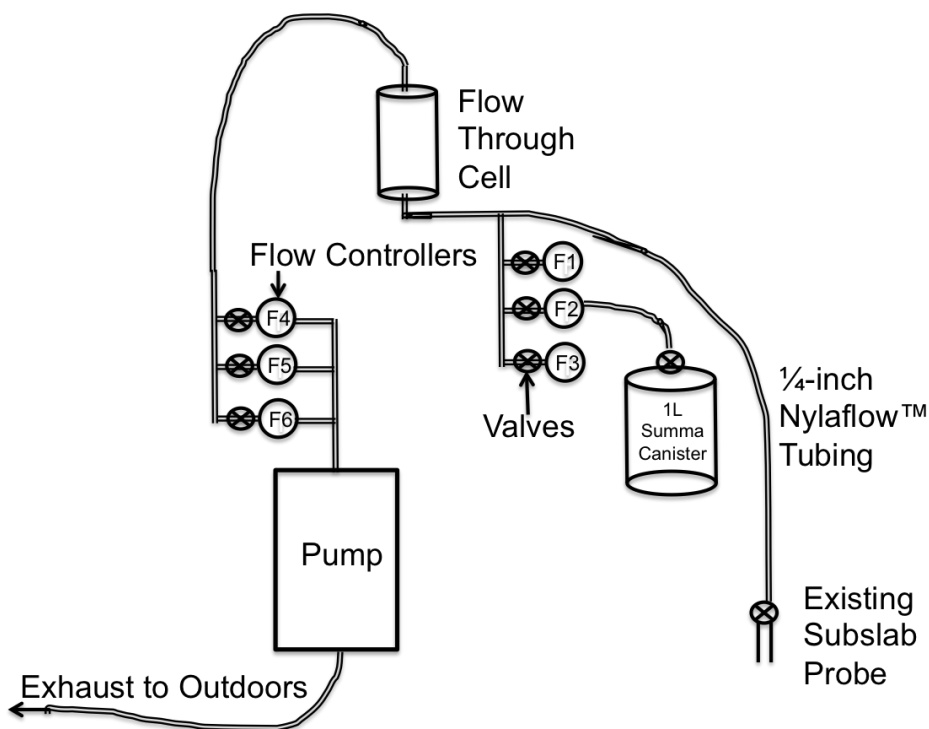 Flow
Through
Cell
Flow Controllers
F1
F2
F3
F4
F5
F6
Valves
1L
Summa
Canister
¼-inch
Nylaflow™
Tubing
Pump
Existing
Subslab
Probe
Exhaust to Outdoors